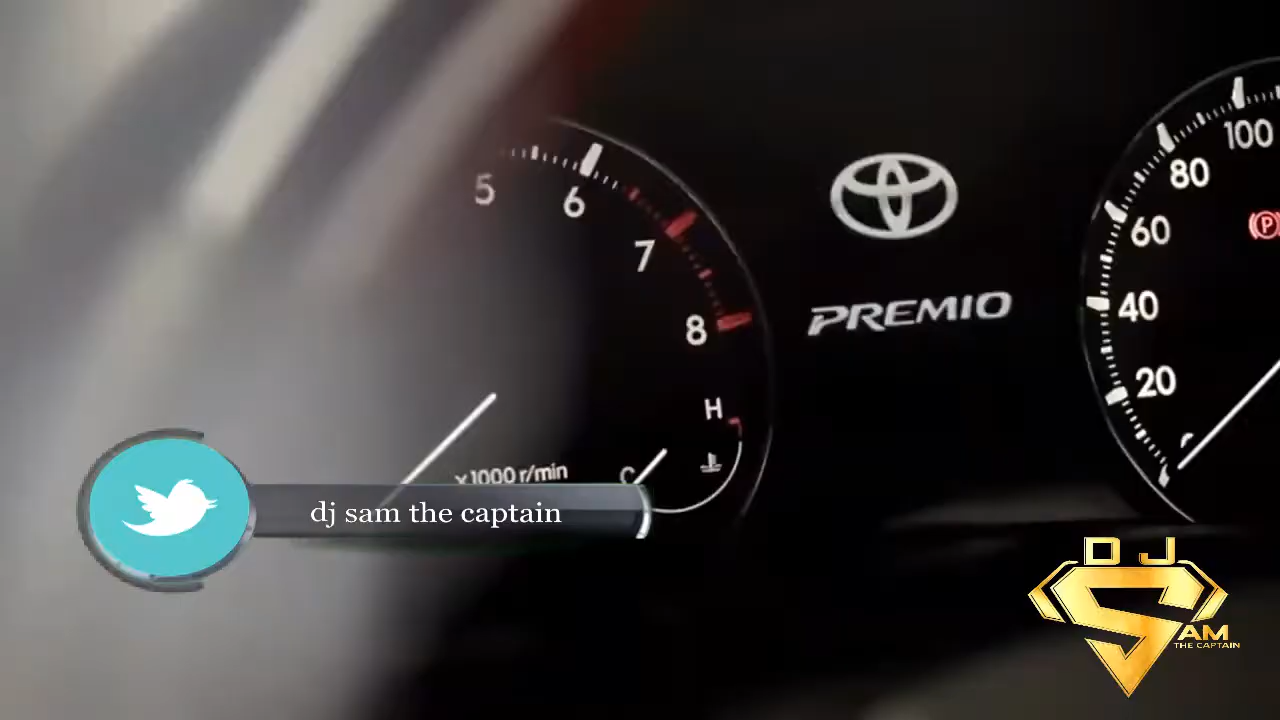 5
6
7
8
H
C
x1000 r/min
PREMIO
100
80
60
40
20
P
dj sam the captain
DJ
SAM
THE CAPTAIN